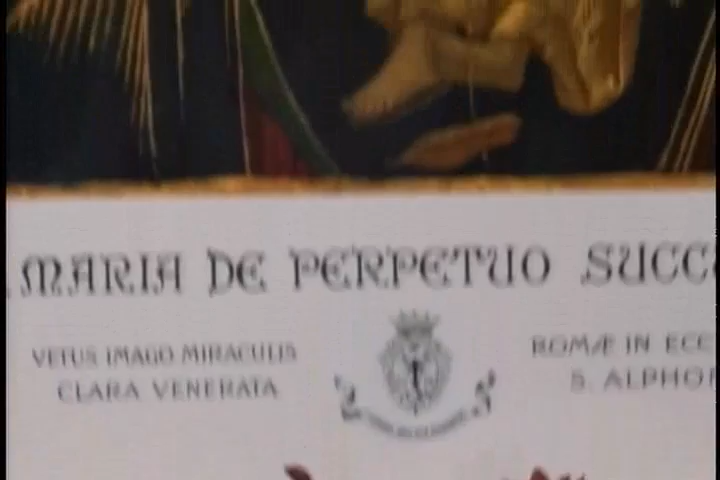 MARIA DE PERPETUO SUCC
VETUS IMAGO MIRACULIS
CLARA VENERATA
ROMÆ IN ECC
S. ALPHO